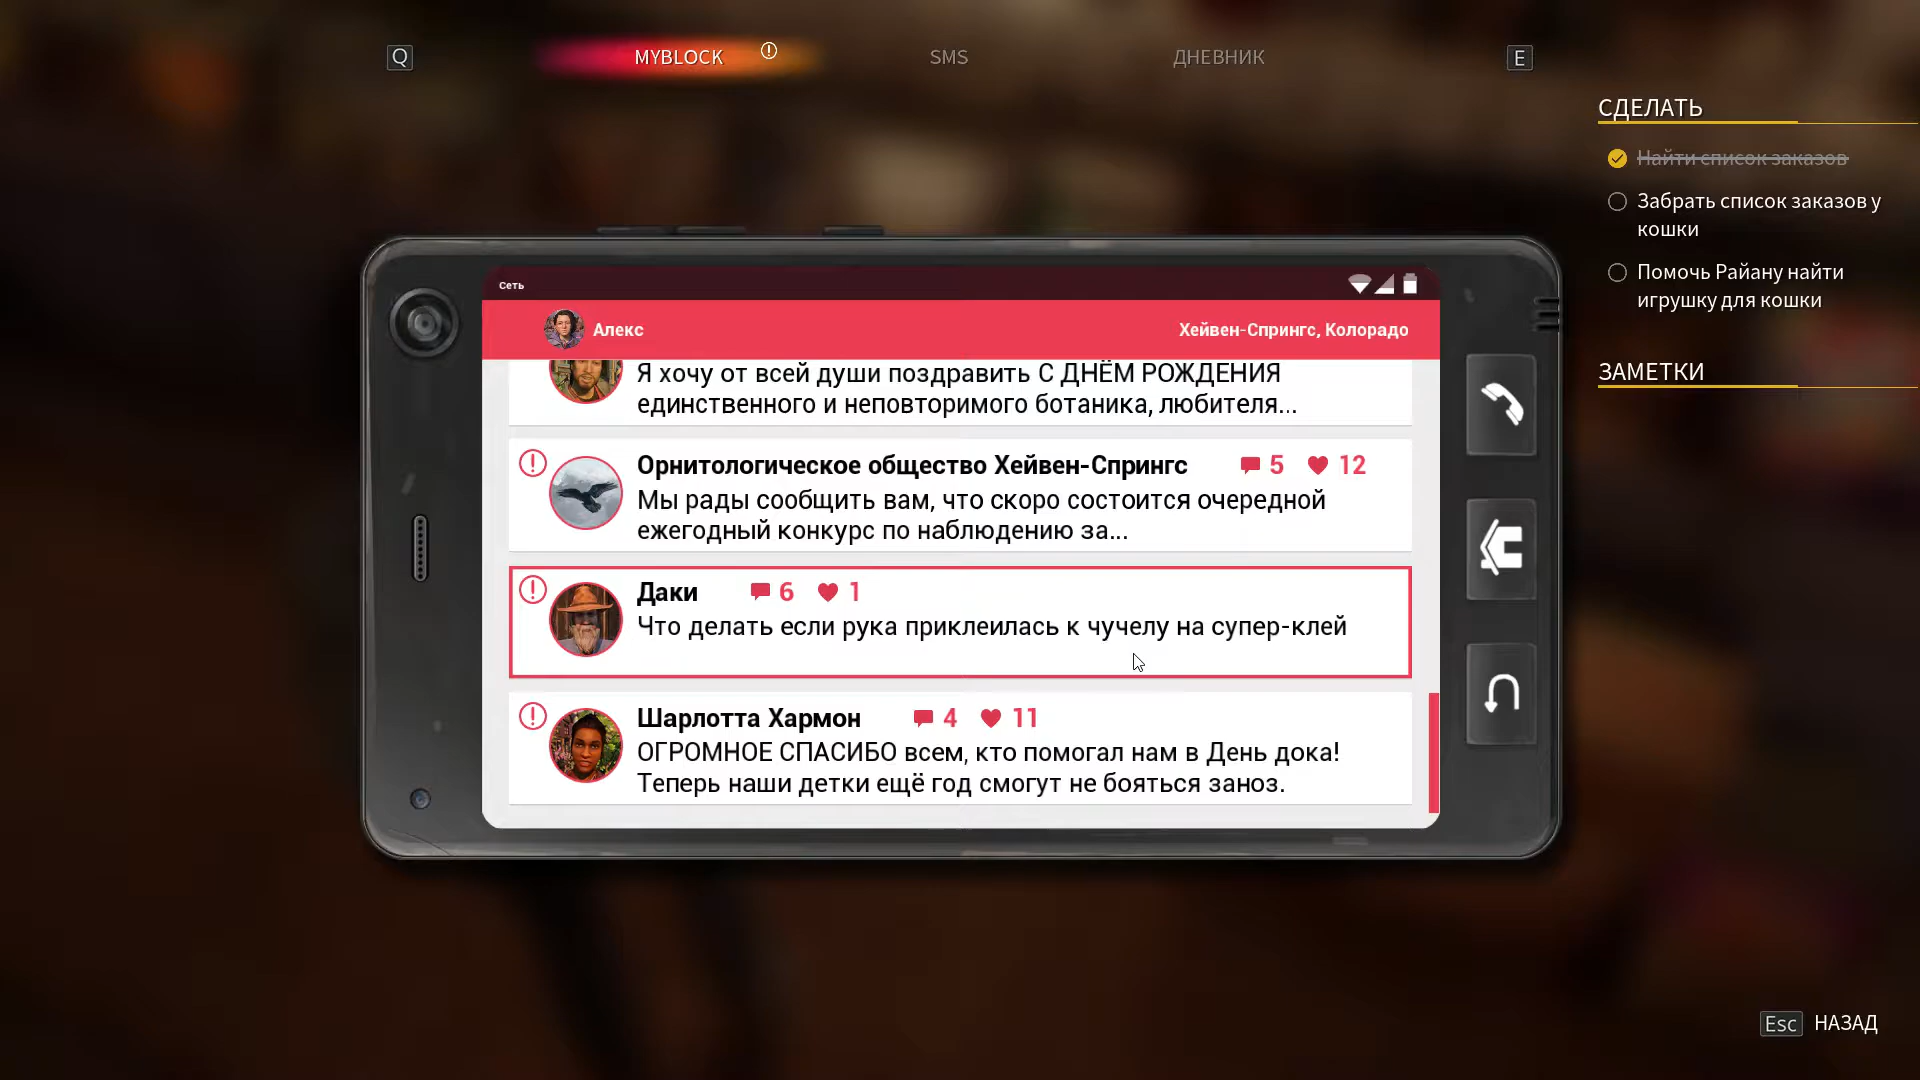 Q
MYBLOCK
SMS
ДНЕВНИК
E
СДЕЛАТЬ
Найти список заказов
Забрать список заказов у
кошки
Помочь Райану найти
игрушку для кошки
ЗАМЕТКИ
Сеть
Алекс
Хейвен-Спрингс, Колорадо
Я хочу от всей души поздравить С ДНЁМ РОЖДЕНИЯ
единственного и неповторимого ботаника, любителя...
Орнитологическое общество Хейвен-Спрингс 5 12
Мы рады сообщить вам, что скоро состоится очередной
ежегодный конкурс по наблюдению за...
Даки 6 1
Что делать если рука приклеилась к чучелу на супер-клей
Шарлотта Хармон 4 11
ОГРОМНОЕ СПАСИБО всем, кто помогал нам в День дока!
Теперь наши детки ещё год смогут не бояться заноз.
Esc НАЗАД